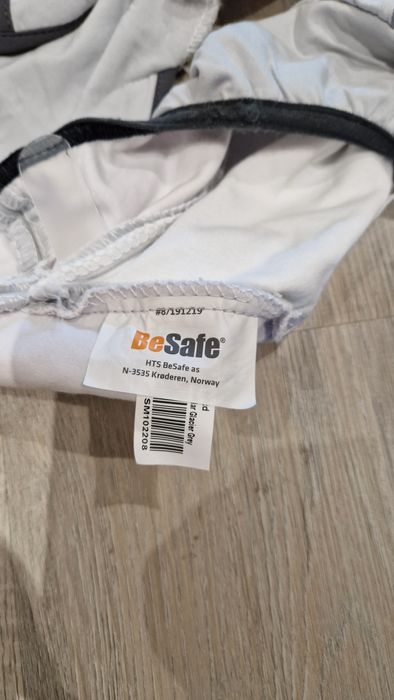 #8/191219
BeSafe®
HTS BeSafe as
N-3535 Krøderen, Norway
Glacier Grey
SM102208